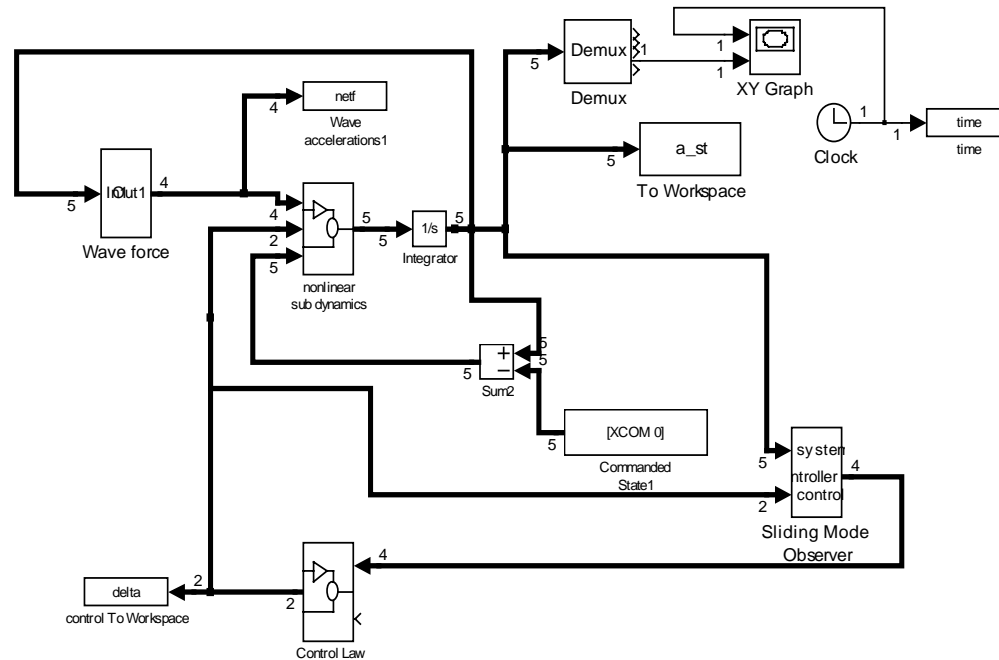 netf
4
Wave
accelerations1
5
Demux
1
Demux
1
1
XY Graph
1
Clock
1
time
time
5
a_st
To Workspace
5
InOut1
4
Wave force
4
2
5
nonlinear
sub dynamics
5
5
1/s
5
Integrator
+
−
5
5
5
Sum2
[XCOM 0]
5
Commanded
State1
5
system
ntroller
control
2
4
Sliding Mode
Observer
delta
2
control To Workspace
2
4
Control Law